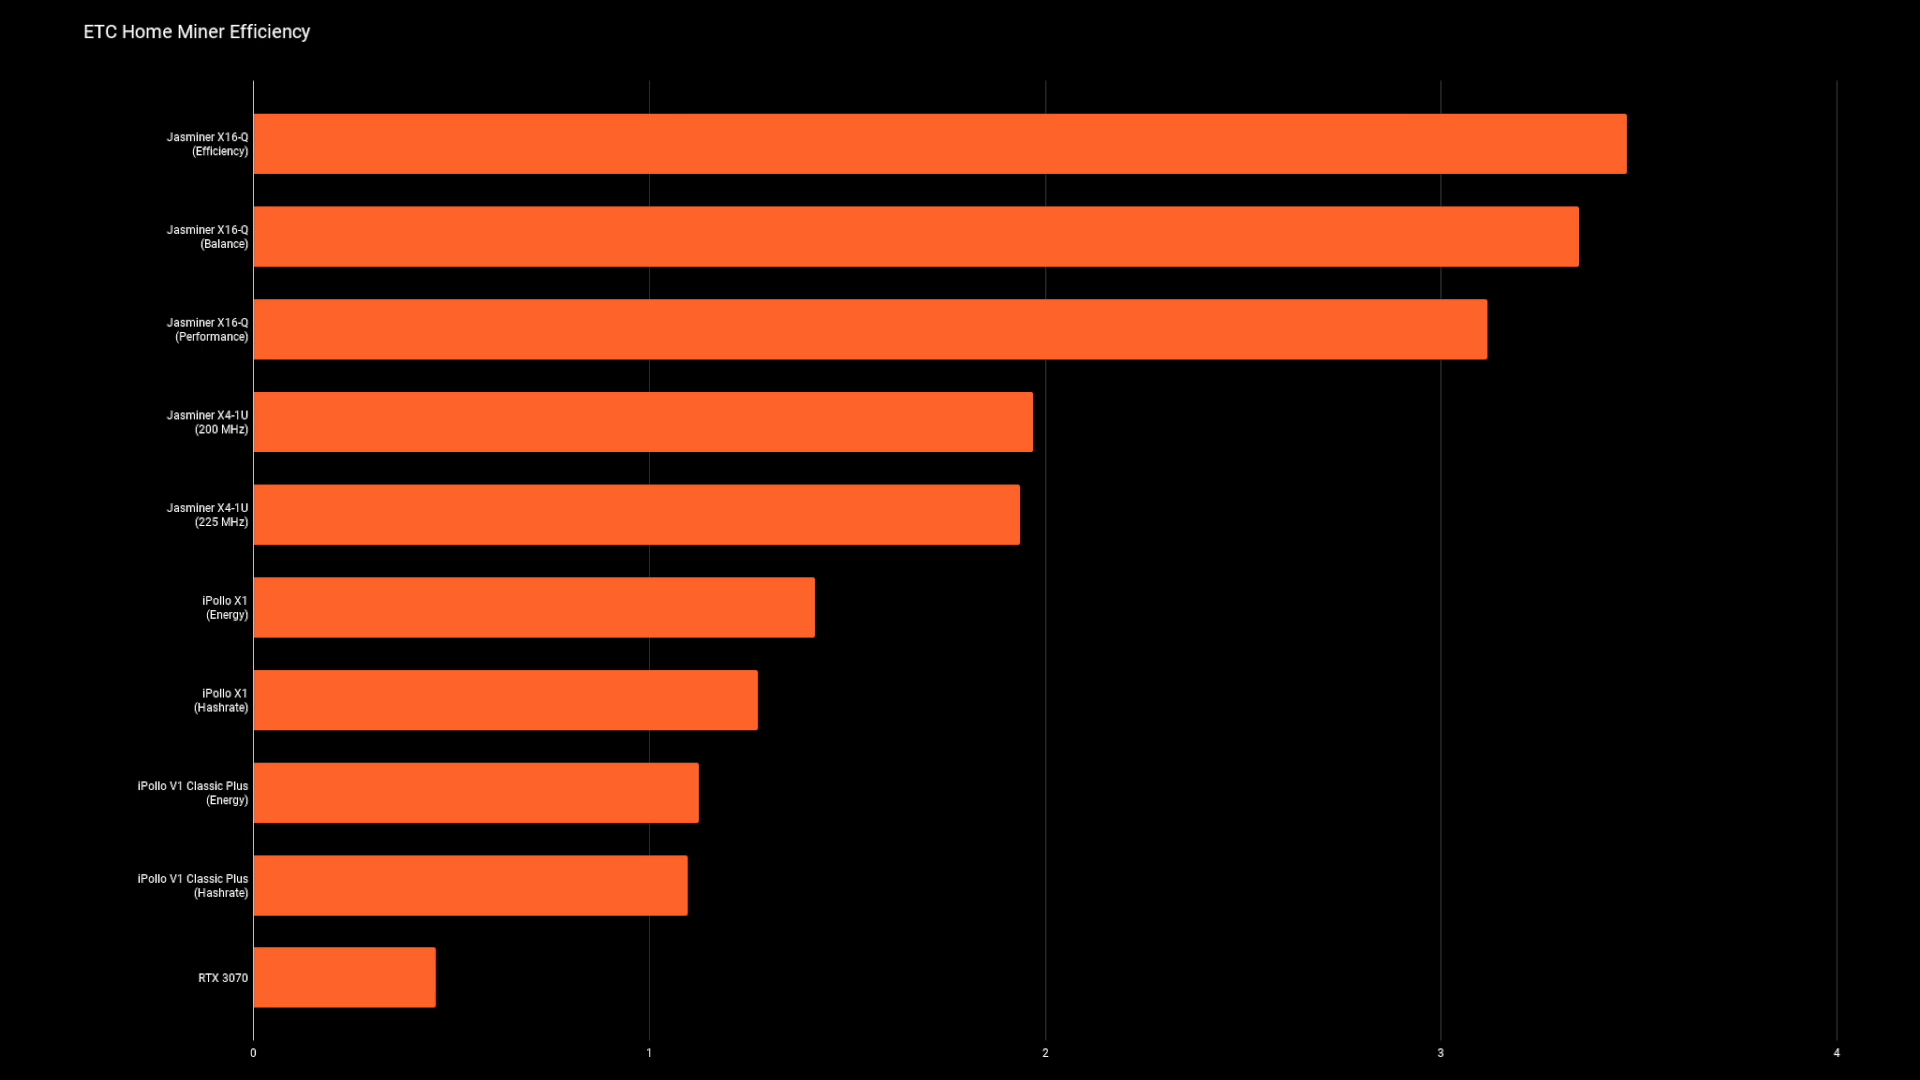 ETC Home Miner Efficiency
Jasminer X16-Q
(Efficiency)
Jasminer X16-Q
(Balance)
Jasminer X16-Q
(Performance)
Jasminer X4-1U
(200 MHz)
Jasminer X4-1U
(225 MHz)
iPollo X1
(Energy)
iPollo X1
(Hashrate)
iPollo V1 Classic Plus
(Energy)
iPollo V1 Classic Plus
(Hashrate)
RTX 3070
0 1 2 3 4